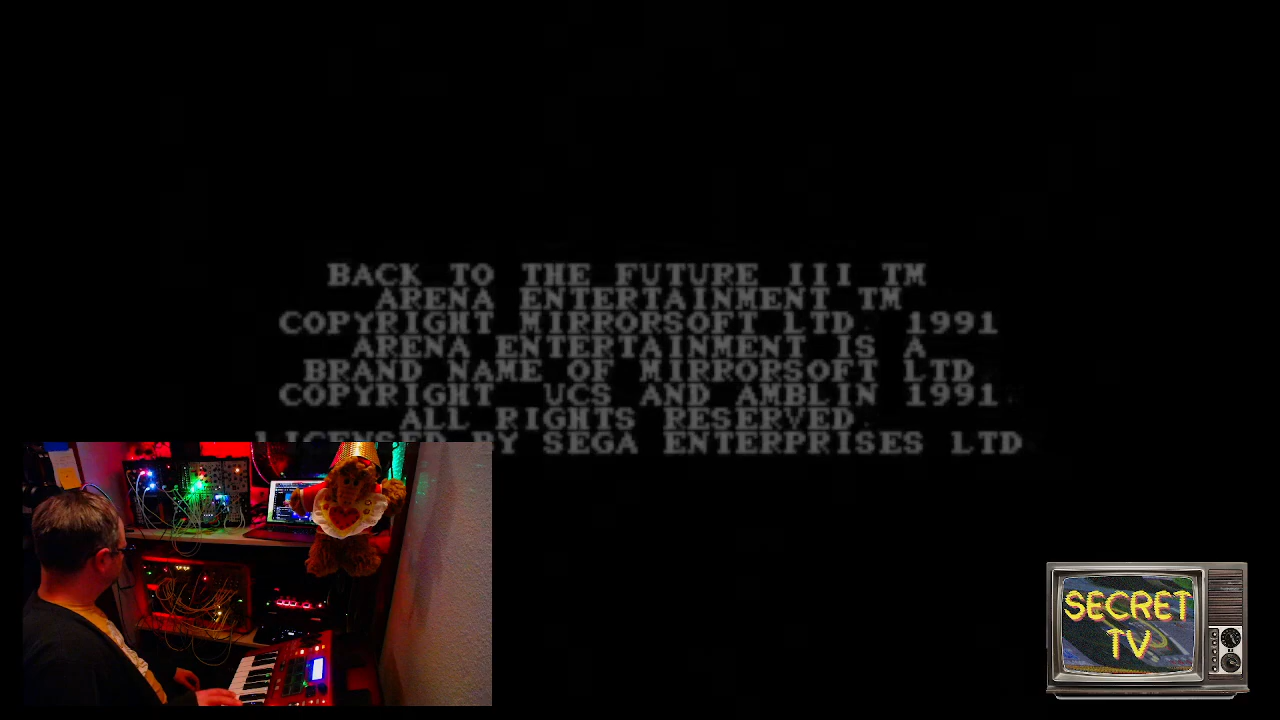 BACK TO THE FUTURE III TM
ARENA ENTERTAINMENT TM
COPYRIGHT MIRRORSOFT LTD. 1991
ARENA ENTERTAINMENT IS A
BRAND NAME OF MIRRORSOFT LTD
COPYRIGHT UCS AND AMBLIN 1991.
ALL RIGHTS RESERVED.
LICENSED BY SEGA ENTERPRISES LTD
SECRET
TV